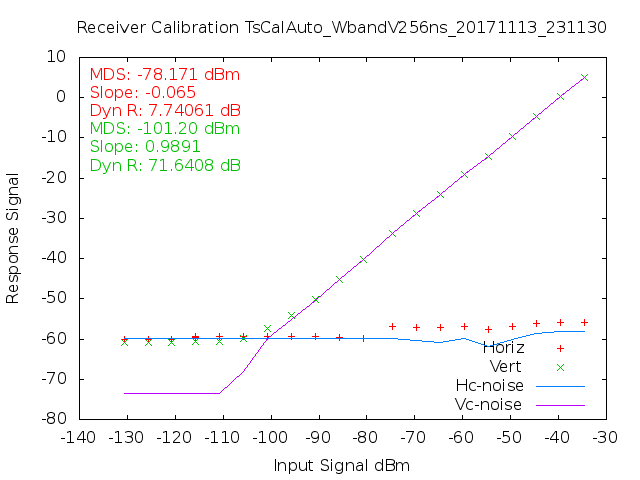 Receiver Calibration TsCalAuto_WbandV256ns_20171113_231130
10
0
-10
-20
-30
-40
-50
-60
-70
-80
Response Signal
MDS: -78.171 dBm
Slope: -0.065
Dyn R: 7.74061 dB
MDS: -101.20 dBm
Slope: 0.9891
Dyn R: 71.6408 dB
Horiz
Vert
Hc-noise
Vc-noise
-140 -130 -120 -110 -100 -90 -80 -70 -60 -50 -40 -30
Input Signal dBm